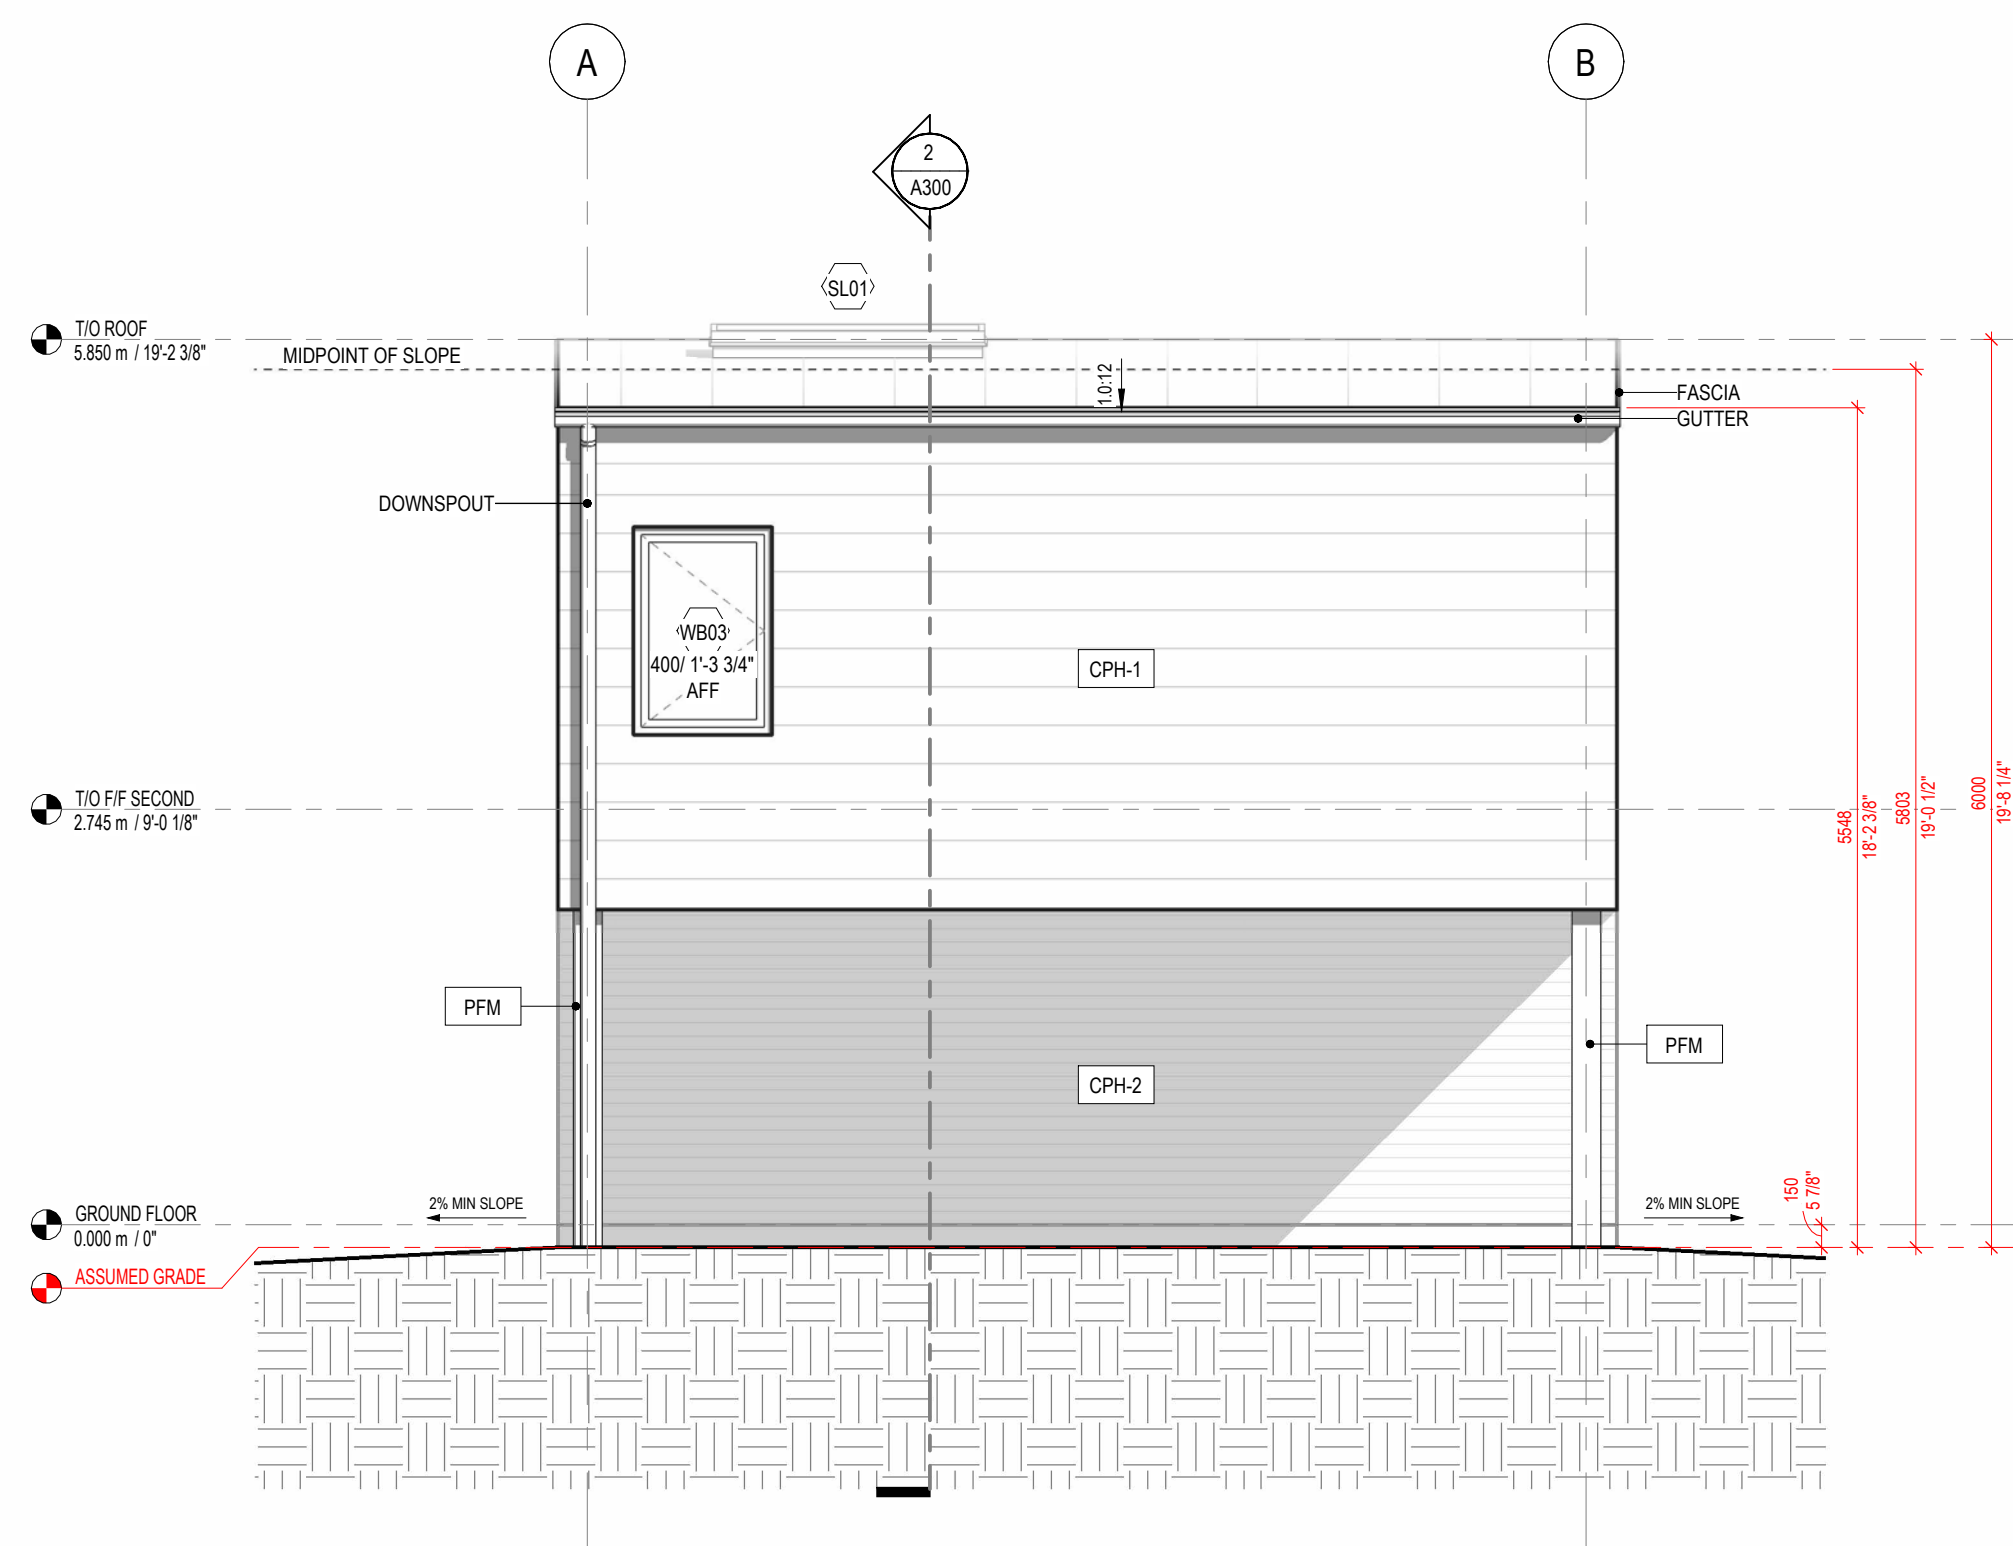 A
B
2
A300
SL01
T/O ROOF
5.850 m / 19'-2 3/8"
MIDPOINT OF SLOPE
1.0:12
FASCIA
GUTTER
DOWNSPOUT
WB03
400/ 1'-3 3/4"
AFF
CPH-1
T/O F/F SECOND
2.745 m / 9'-0 1/8"
5548
18'-2 3/8"
5803
19'-0 1/2"
6000
19'-8 1/4"
PFM
PFM
CPH-2
2% MIN SLOPE
2% MIN SLOPE
150
5 7/8"
GROUND FLOOR
0.000 m / 0"
ASSUMED GRADE